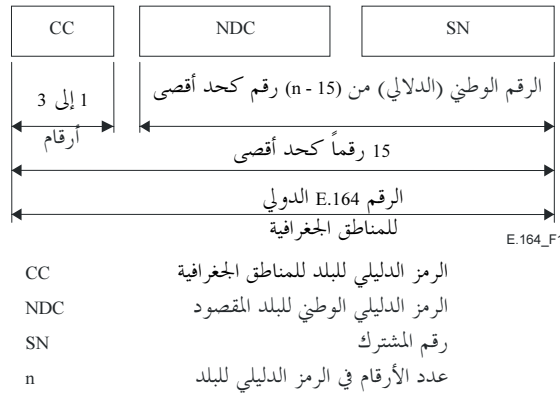 CC NDC SN
الرقم الوطني (الدلالي) من (n - 15) رقم كحد أقصى
1 إلى 3
أرقام
15 رقماً كحد أقصى
الرقم E.164 الدولي
للمناطق الجغرافية
E.164_F1
الرمز الدليلي للبلد للمناطق الجغرافية CC
الرمز الدليلي الوطني للبلد المقصود NDC
رقم المشترك SN
عدد الأرقام في الرمز الدليلي للبلد n